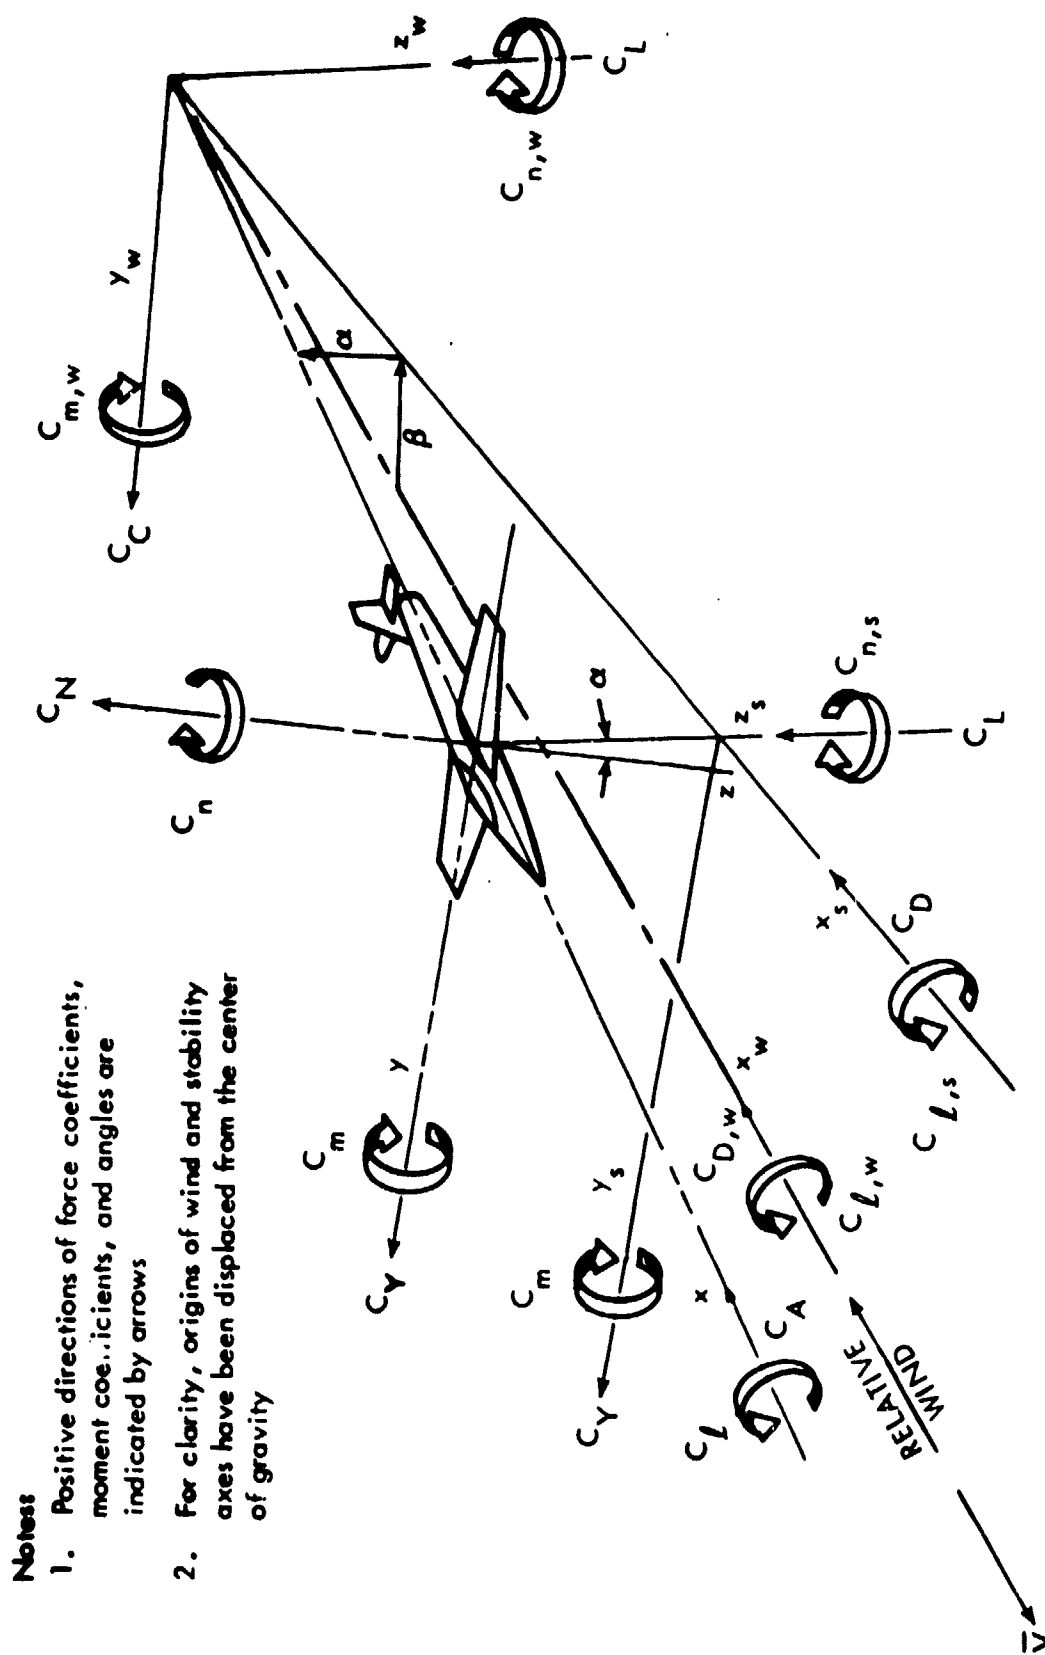 Notes:
1. Positive directions of force coefficients,
moment coe..icients, and angles are
indicated by arrows
2. For clarity, origins of wind and stability
axes have been displaced from the center
of gravity
C_N
C_n
C_C
C_m,w
y_w
z_w
C_n,w
C_L
α
β
C_m
y
C_Y
α
z
z_s
C_n,s
C_L
C_m
y_s
C_Y
x_s
C_D
C_ℓ,s
x_w
C_D,w
C_ℓ,w
x
C_A
C_ℓ
RELATIVE
WIND
V̅